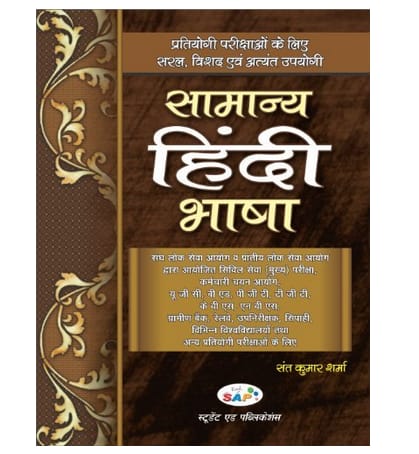 प्रतियोगी परीक्षाओं के लिए
सरल, विशद एवं अत्यंत उपयोगी
सामान्य
हिंदी
भाषा
संघ लोक सेवा आयोग व प्रांतीय लोक सेवा आयोग
द्वारा आयोजित सिविल सेवा (मुख्य) परीक्षा,
कर्मचारी चयन आयोग,
यू जी सी, बी एड, पी जी टी, टी जी टी,
के वी एस, एन वी एस
ग्रामीण बैंक, रेलवे, उपनिरीक्षक, सिपाही,
विभिन्न विश्वविद्यालयों तथा
अन्य प्रतियोगी परीक्षाओं के लिए
संत कुमार शर्मा
SAP
स्टूडेंट एड पब्लिकेशंस